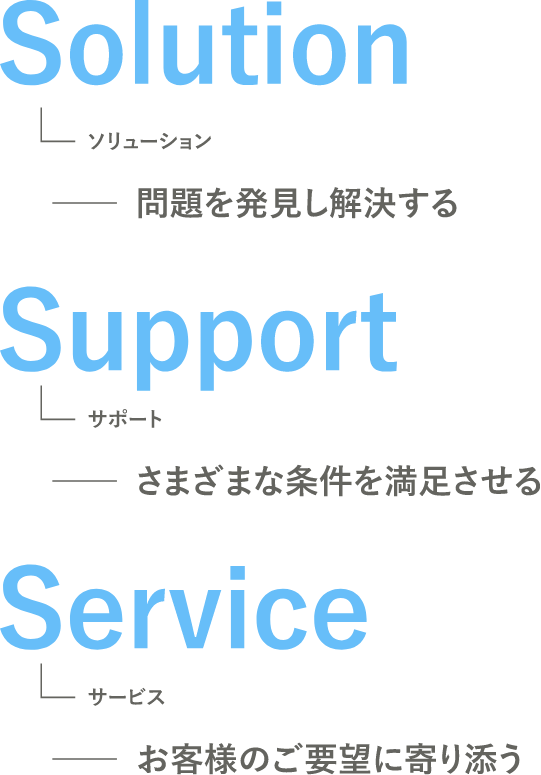 Solution
ソリューション
問題を発見し解決する
Support
サポート
さまざまな条件を満足させる
Service
サービス
お客様のご要望に寄り添う